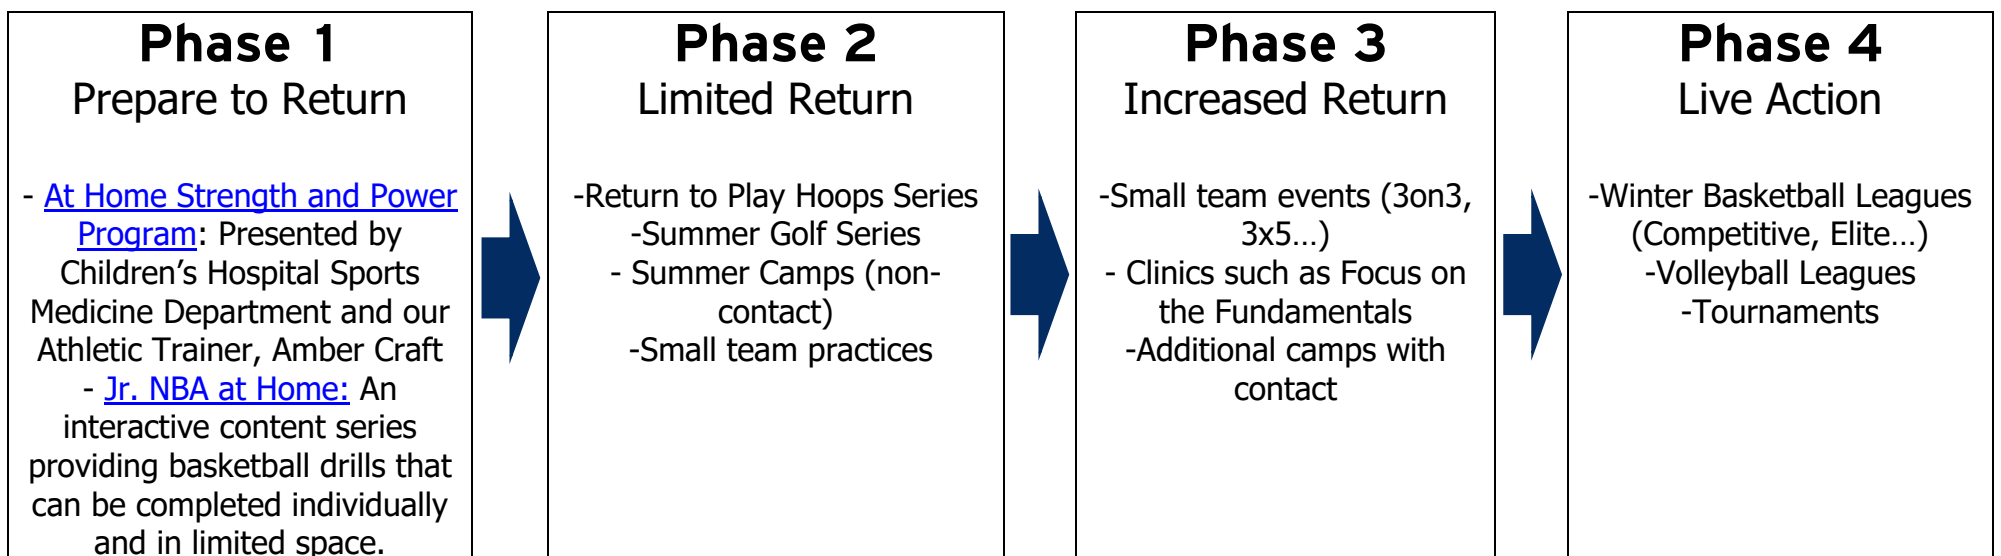 Phase 1
Prepare to Return
- At Home Strength and Power
Program: Presented by
Children’s Hospital Sports
Medicine Department and our
Athletic Trainer, Amber Craft
- Jr. NBA at Home: An
interactive content series
providing basketball drills that
can be completed individually
and in limited space.
Phase 2
Limited Return
-Return to Play Hoops Series
-Summer Golf Series
- Summer Camps (non-
contact)
-Small team practices
Phase 3
Increased Return
-Small team events (3on3,
3x5…)
- Clinics such as Focus on
the Fundamentals
-Additional camps with
contact
Phase 4
Live Action
-Winter Basketball Leagues
(Competitive, Elite…)
-Volleyball Leagues
-Tournaments